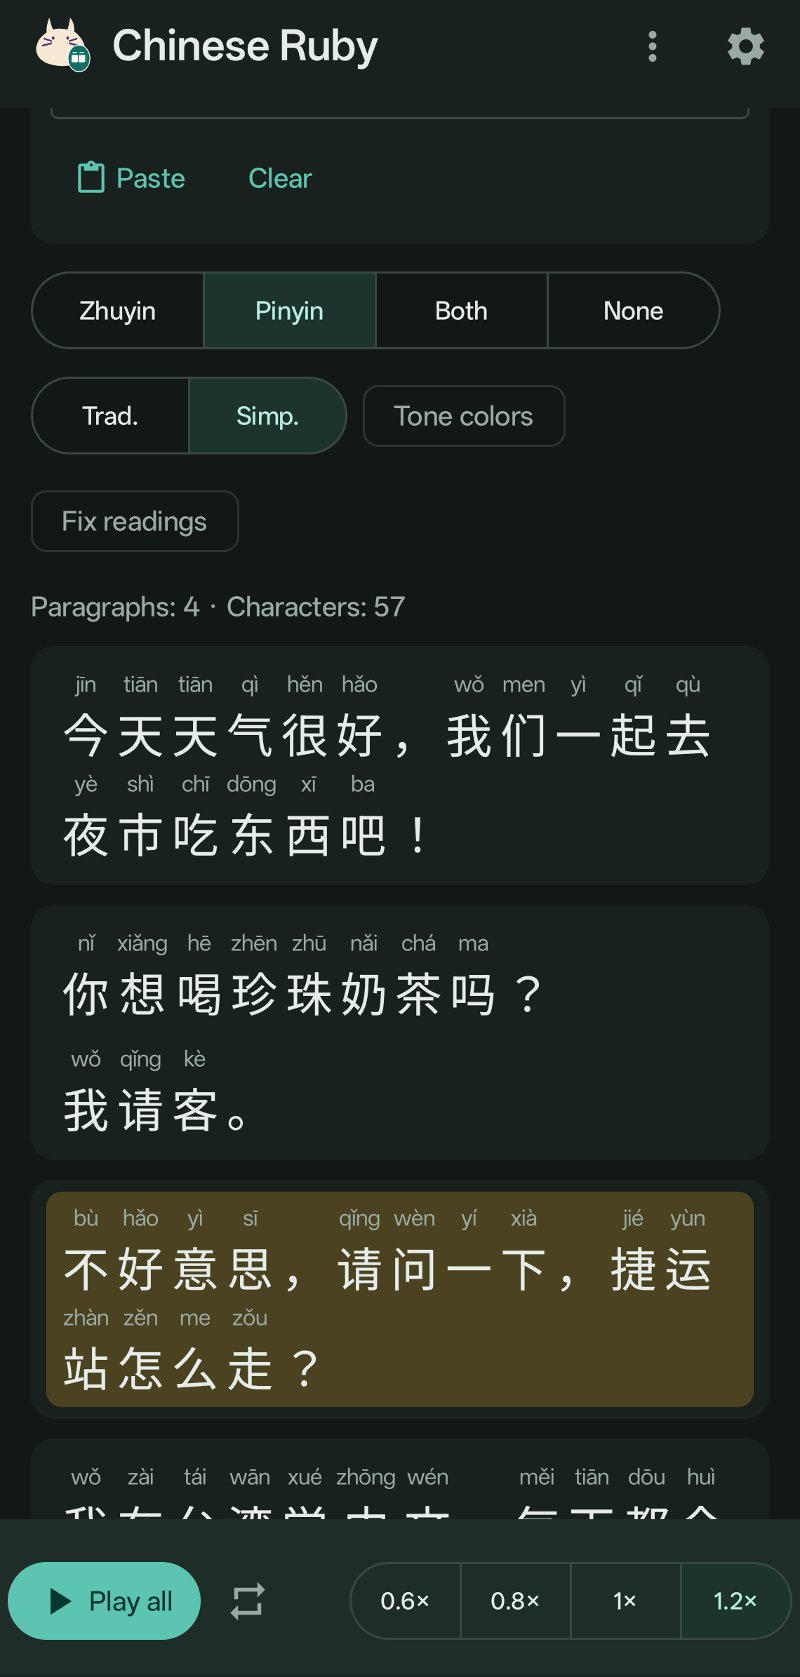 Chinese Ruby
Paste
Clear
Zhuyin
Pinyin
Both
None
Trad.
Simp.
Tone colors
Fix readings
Paragraphs: 4 · Characters: 57
jīn tiān tiān qì hěn hǎo wǒ men yì qǐ qù
今天天气很好，我们一起去
yè shì chī dōng xī ba
夜市吃东西吧！
nǐ xiǎng hē zhēn zhū nǎi chá ma
你想喝珍珠奶茶吗？
wǒ qǐng kè
我请客。
bù hǎo yì sī qǐng wèn yí xià jié yùn
不好意思，请问一下，捷运
zhàn zěn me zǒu
站怎么走？
wǒ zài tái wān xué zhōng wén měi tiān dōu huì
Play all
0.6×
0.8×
1×
1.2×